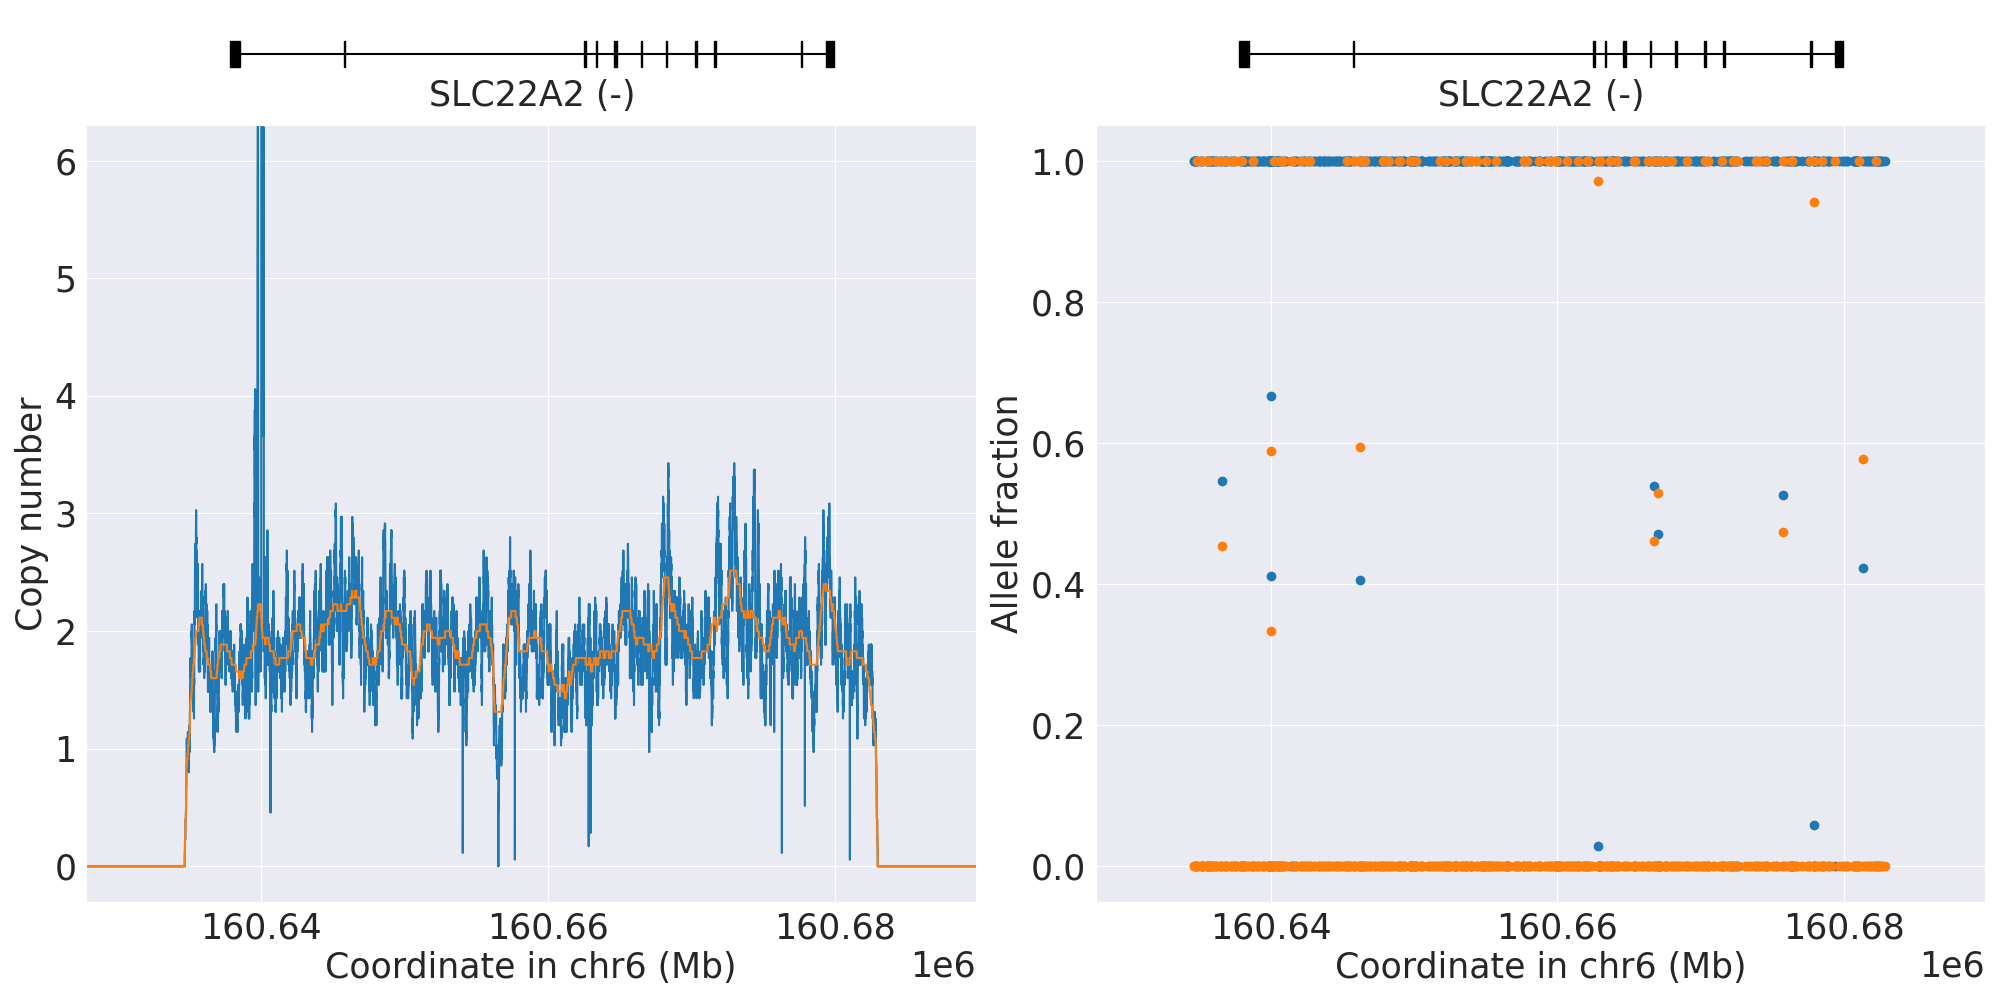 SLC22A2 (-)
SLC22A2 (-)
6
5
4
3
2
1
0
Copy number
160.64
160.66
160.68
Coordinate in chr6 (Mb)
1e6
1.0
0.8
0.6
0.4
0.2
0.0
Allele fraction
160.64
160.66
160.68
Coordinate in chr6 (Mb)
1e6